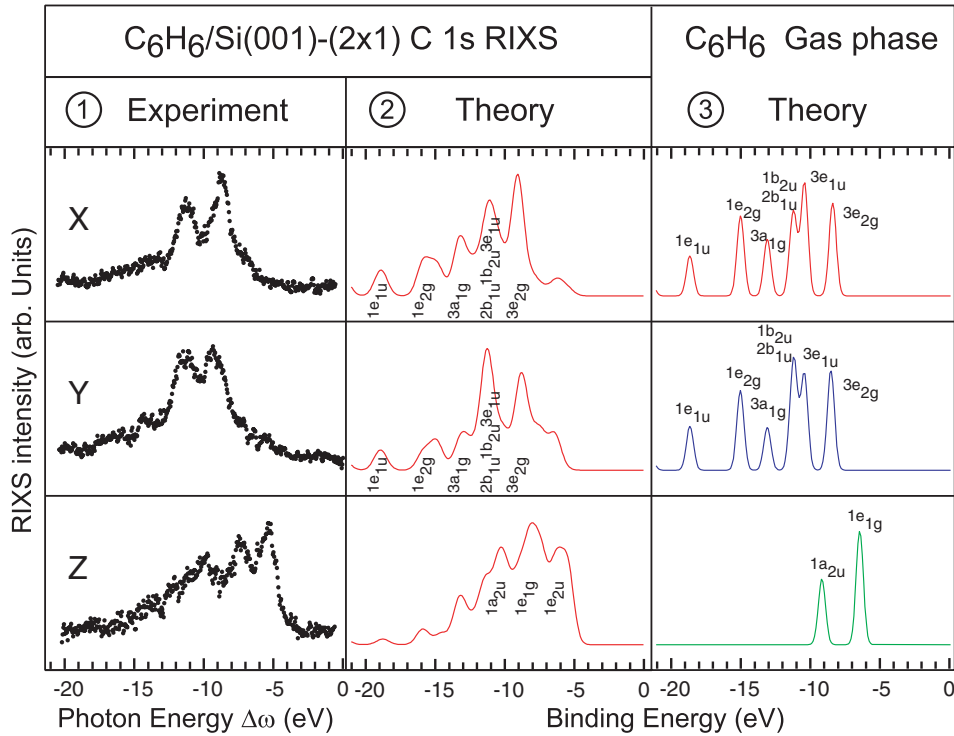 C6H6/Si(001)-(2x1) C 1s RIXS
C6H6 Gas phase
1 Experiment
2 Theory
3 Theory
RIXS intensity (arb. Units)
X
1e1u
1e2g
3a1g
2b1u 1b2u 3e1u
3e2g
1e1u
1e2g
3a1g
1b2u
2b1u
3e1u
3e2g
Y
1e1u
1e2g
3a1g
2b1u 1b2u 3e1u
3e2g
1e1u
1e2g
3a1g
1b2u
2b1u
3e1u
3e2g
Z
1a2u
1e1g
1e2u
1a2u
1e1g
-20 -15 -10 -5 0
-20 -15 -10 -5 0
-20 -15 -10 -5 0
Photon Energy Δω (eV)
Binding Energy (eV)